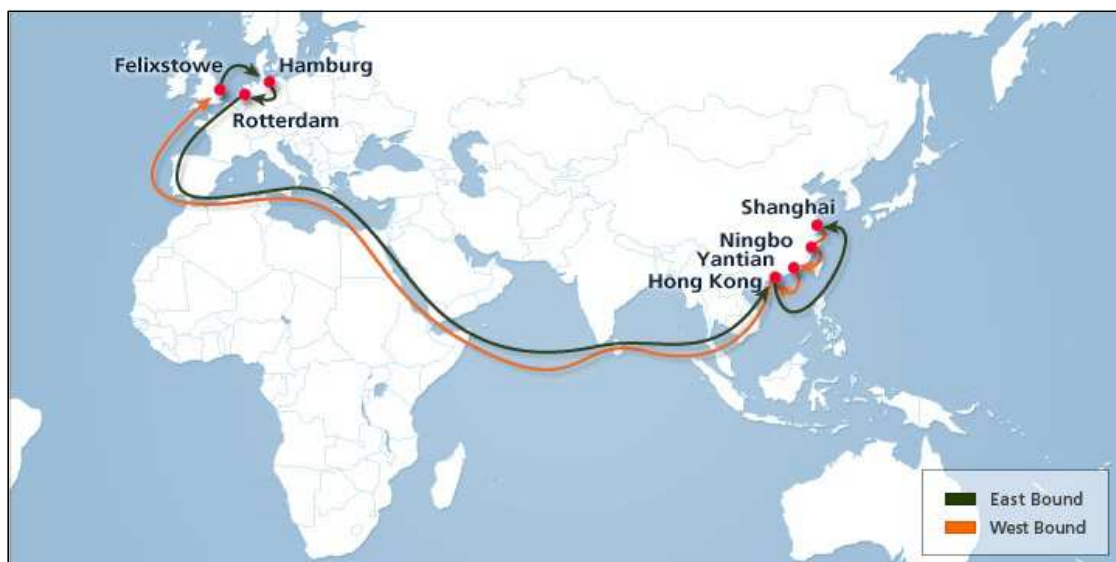 Felixstowe
Hamburg
Rotterdam
Shanghai
Ningbo
Yantian
Hong Kong
East Bound
West Bound